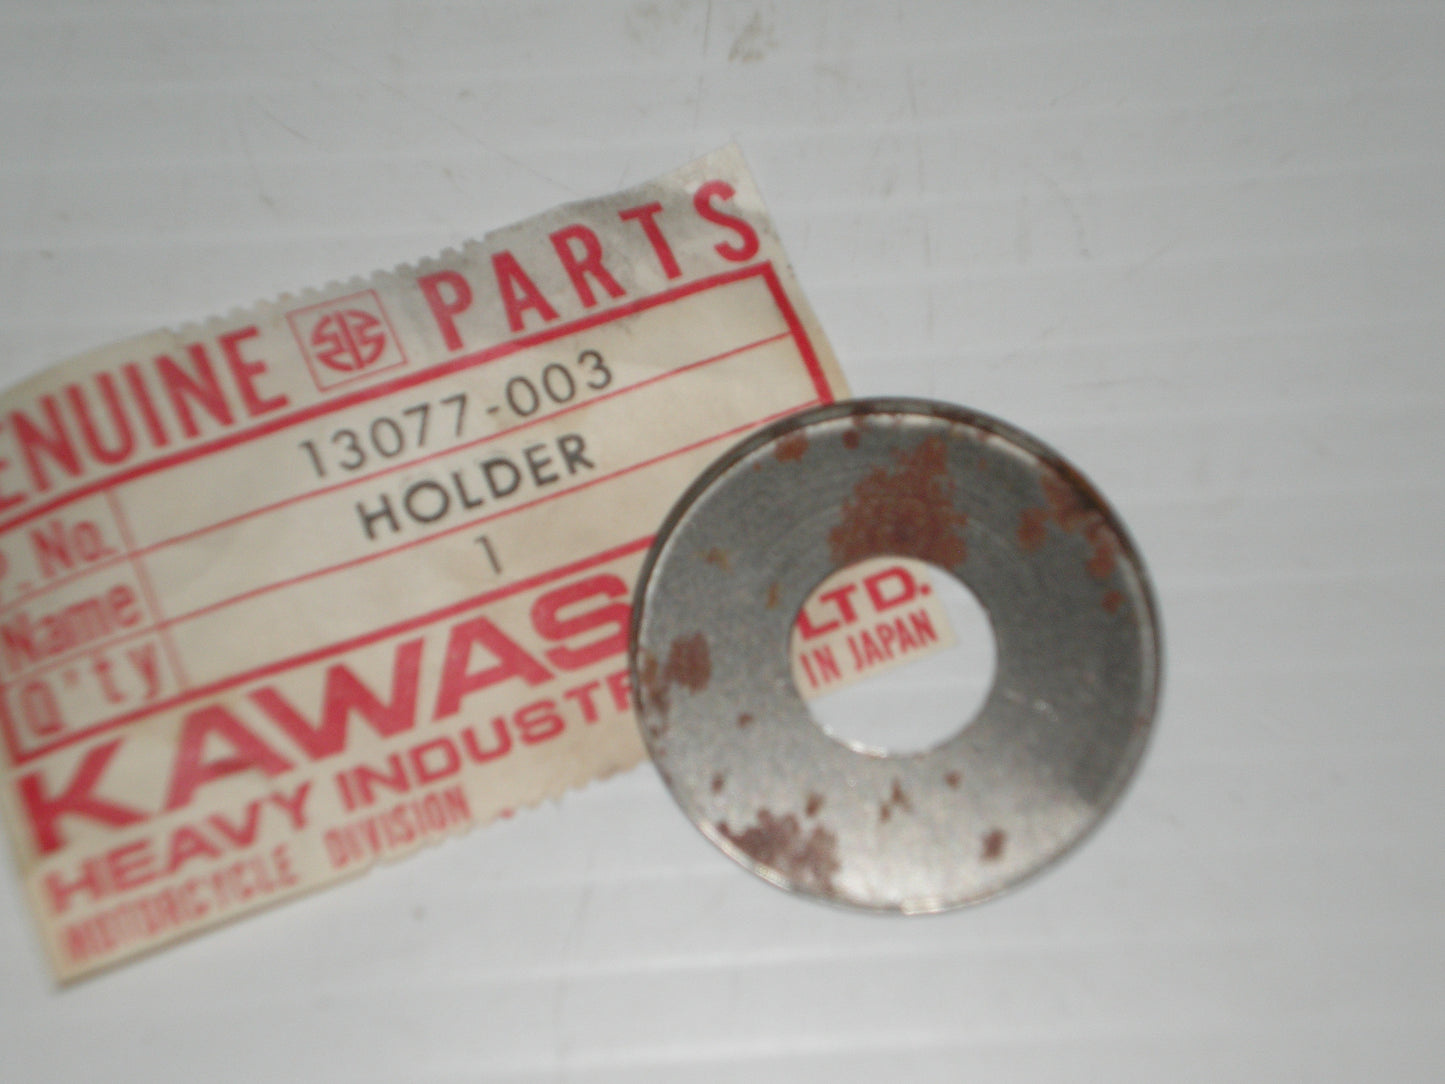 ENUINE PARTS
P. No. 13077-003
Name HOLDER
Q'ty 1
KAWAS
HEAVY INDUSTR LTD.
MOTORCYCLE DIVISION IN JAPAN